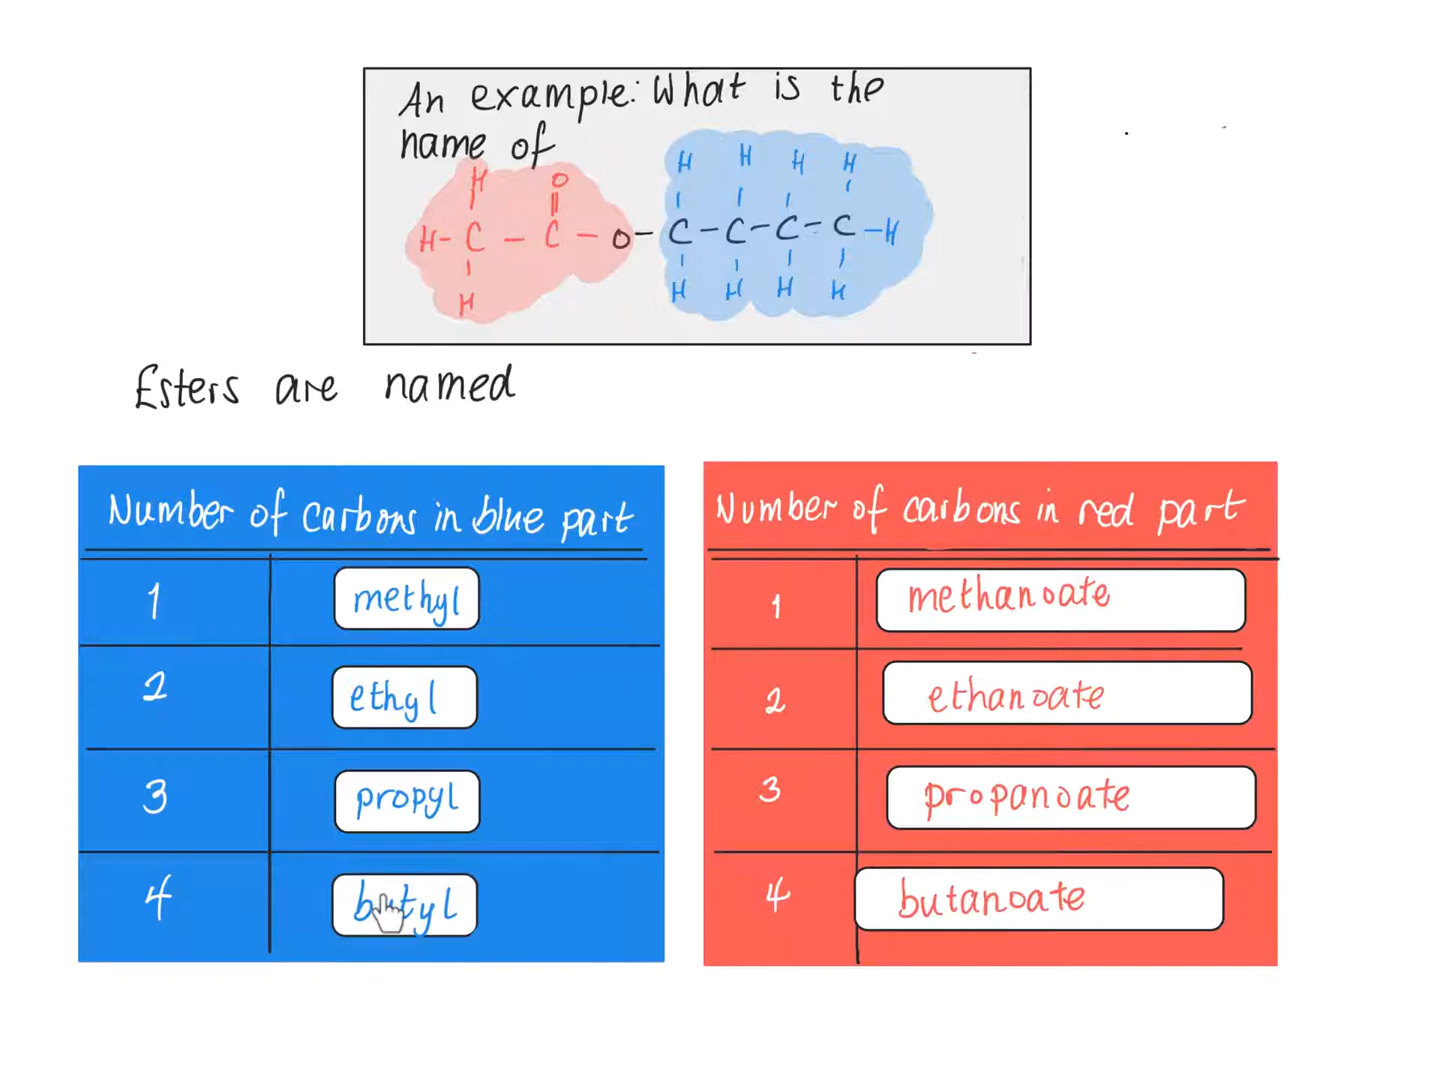 An example: What is the
name of
H H H H
H O
H - C - C - O - C - C - C - C - H
H H H H H
Esters are named
Number of carbons in blue part
1 methyl
2 ethyl
3 propyl
4 butyl
Number of carbons in red part
1 methanoate
2 ethanoate
3 propanoate
4 butanoate